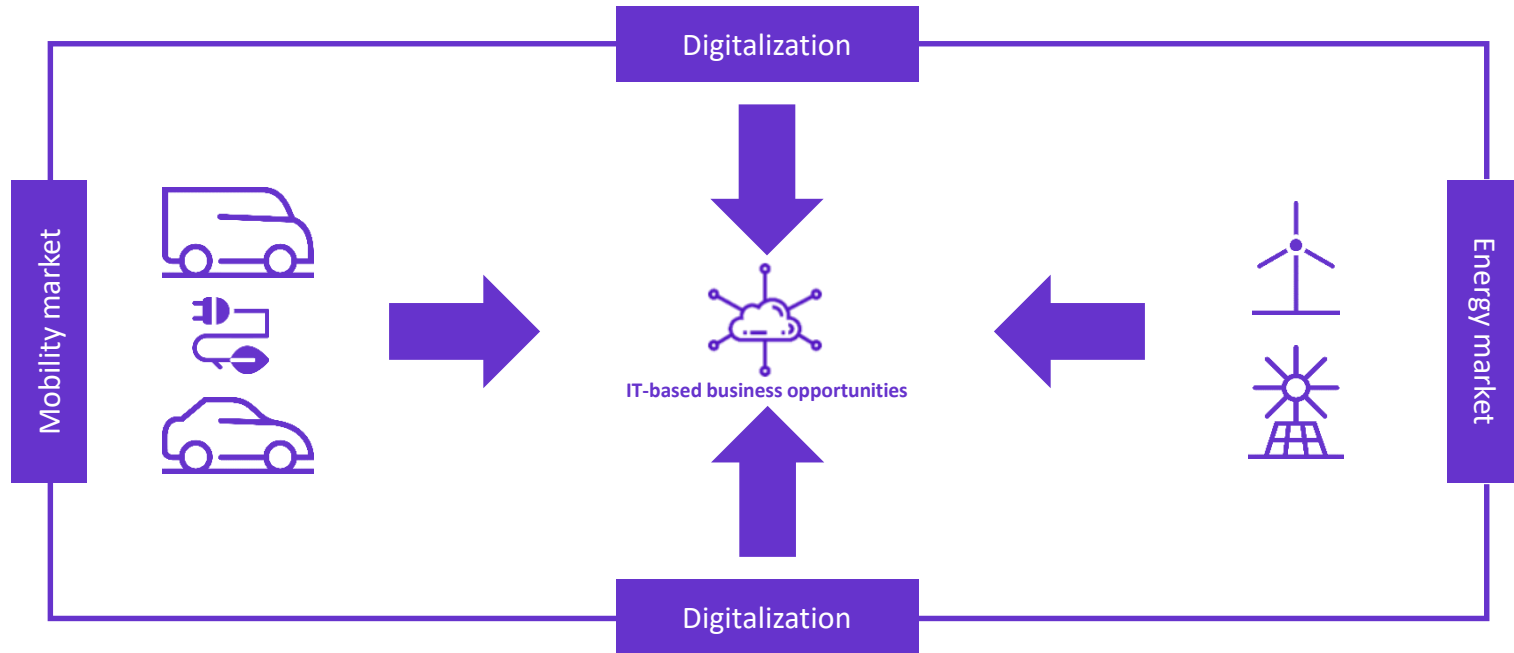 Digitalization
Mobility market
Energy market
IT-based business opportunities
Digitalization